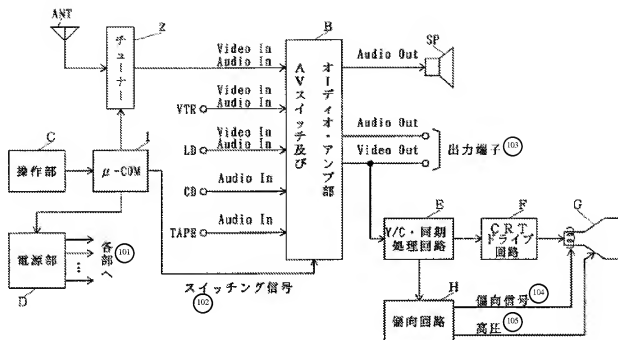 ANT
2
チューナー
Video In
Audio In
Video In
Audio In
VTR
Video In
Audio In
LD
Audio In
CD
Audio In
TAPE
B
AVスイッチ及び
オーディオ・アンプ部
Audio Out
SP
Audio Out
Video Out
出力端子 103
C
操作部
1
μ-COM
電源部
D
各部へ 101
スイッチング信号
102
E
Y/C・同期
処理回路
F
CRT
ドライブ
回路
G
H
偏向回路
偏向信号 104
高圧 105